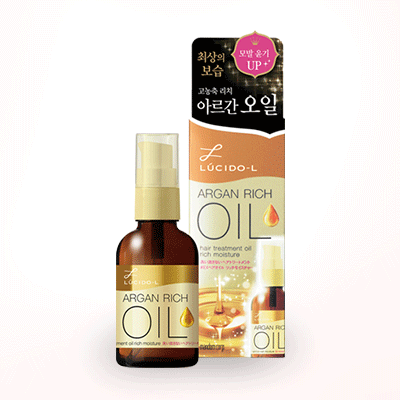 최상의
보습
모발 윤기
UP
고농축 리치
아르간 오일
L
LÚCIDO-L
ARGAN RICH
OIL
hair treatment oil
rich moisture
LÚCIDO-L
ARGAN RICH
OIL
ment oil rich moisture
ARGAN RICH
OIL